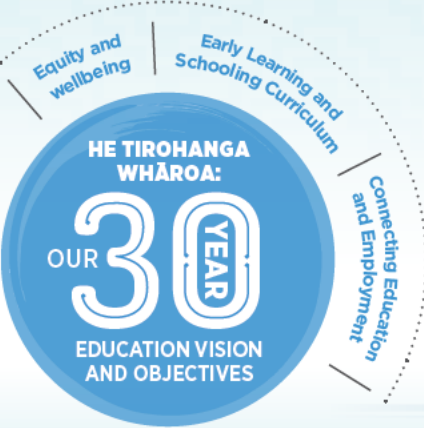 Equity and
wellbeing
Early Learning and
Schooling Curriculum
Connecting Education
and Employment
HE TIROHANGA
WHĀROA:
OUR 30 YEAR
EDUCATION VISION
AND OBJECTIVES